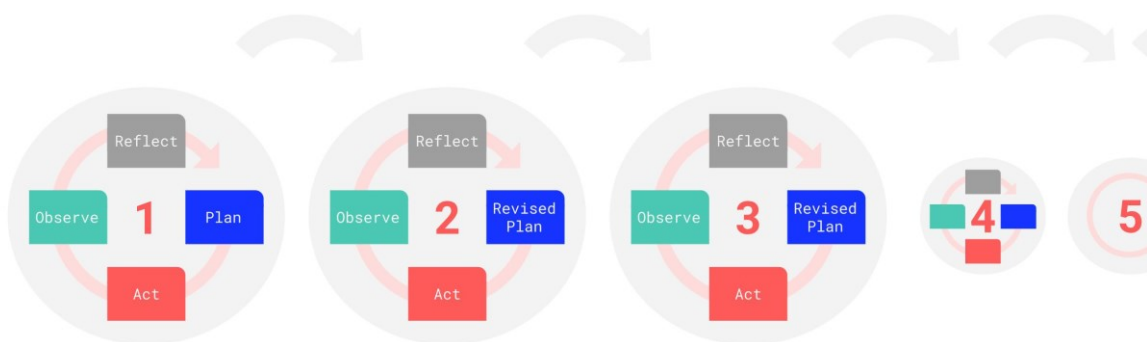 Reflect
Observe
1
Plan
Act
Reflect
Observe
2
Revised
Plan
Act
Reflect
Observe
3
Revised
Plan
Act
4
5